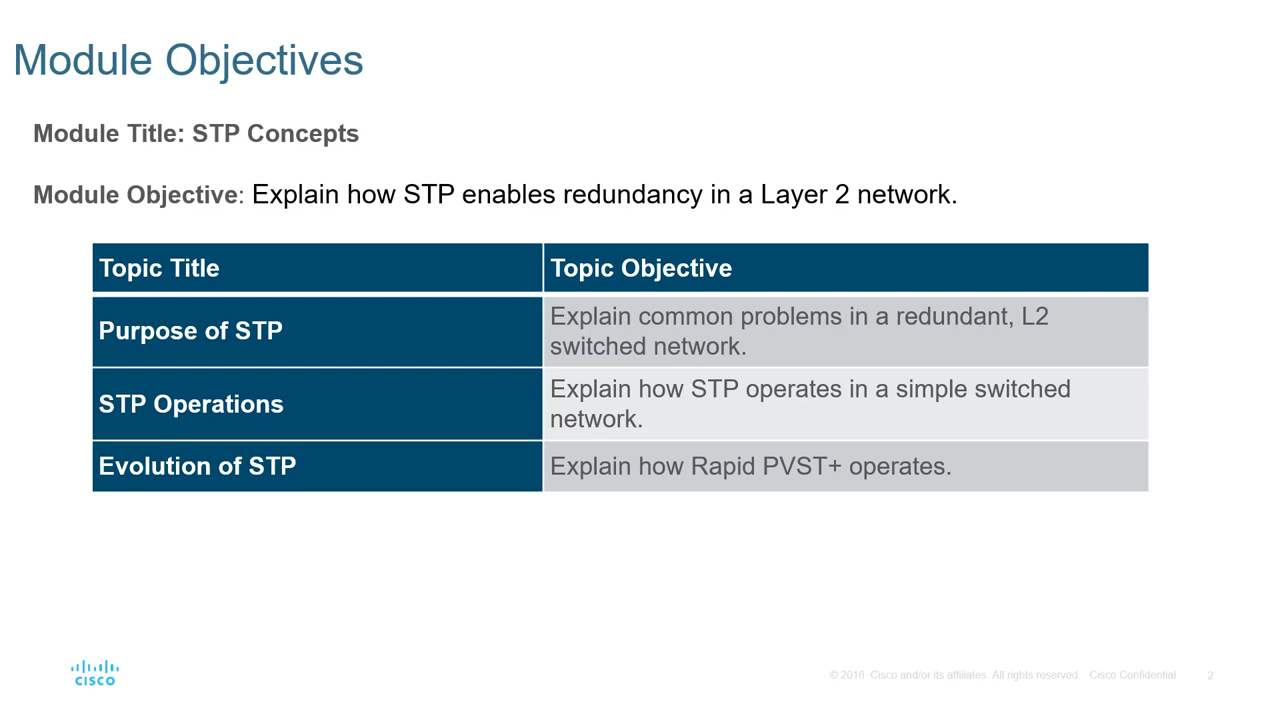 Module Objectives
Module Title: STP Concepts
Module Objective: Explain how STP enables redundancy in a Layer 2 network.
Topic Title
Topic Objective
Purpose of STP
Explain common problems in a redundant, L2
switched network.
STP Operations
Explain how STP operates in a simple switched
network.
Evolution of STP
Explain how Rapid PVST+ operates.
CISCO
© 2016 Cisco and/or its affiliates. All rights reserved. Cisco Confidential
2